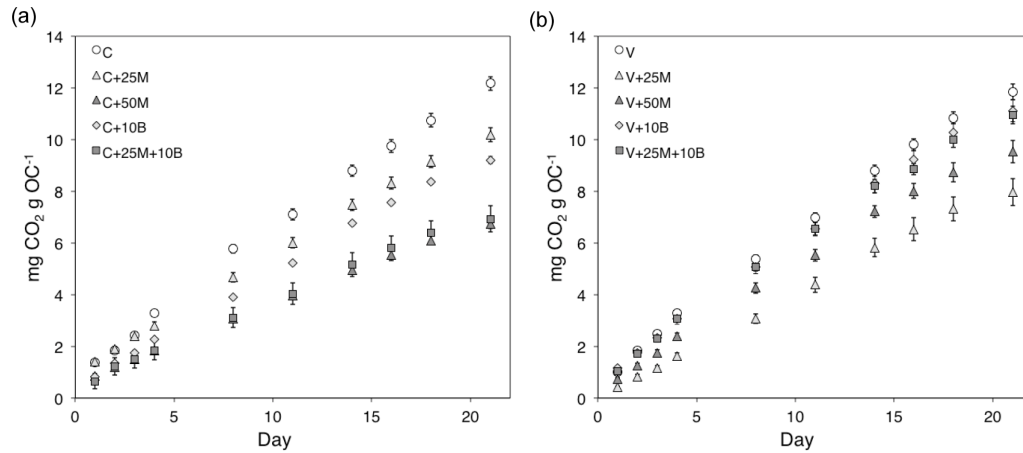 (a)
mg CO₂ g OC⁻¹
14
12
10
8
6
4
2
0
C
C+25M
C+50M
C+10B
C+25M+10B
0 5 10 15 20
Day
(b)
mg CO₂ g OC⁻¹
14
12
10
8
6
4
2
0
V
V+25M
V+50M
V+10B
V+25M+10B
0 5 10 15 20
Day